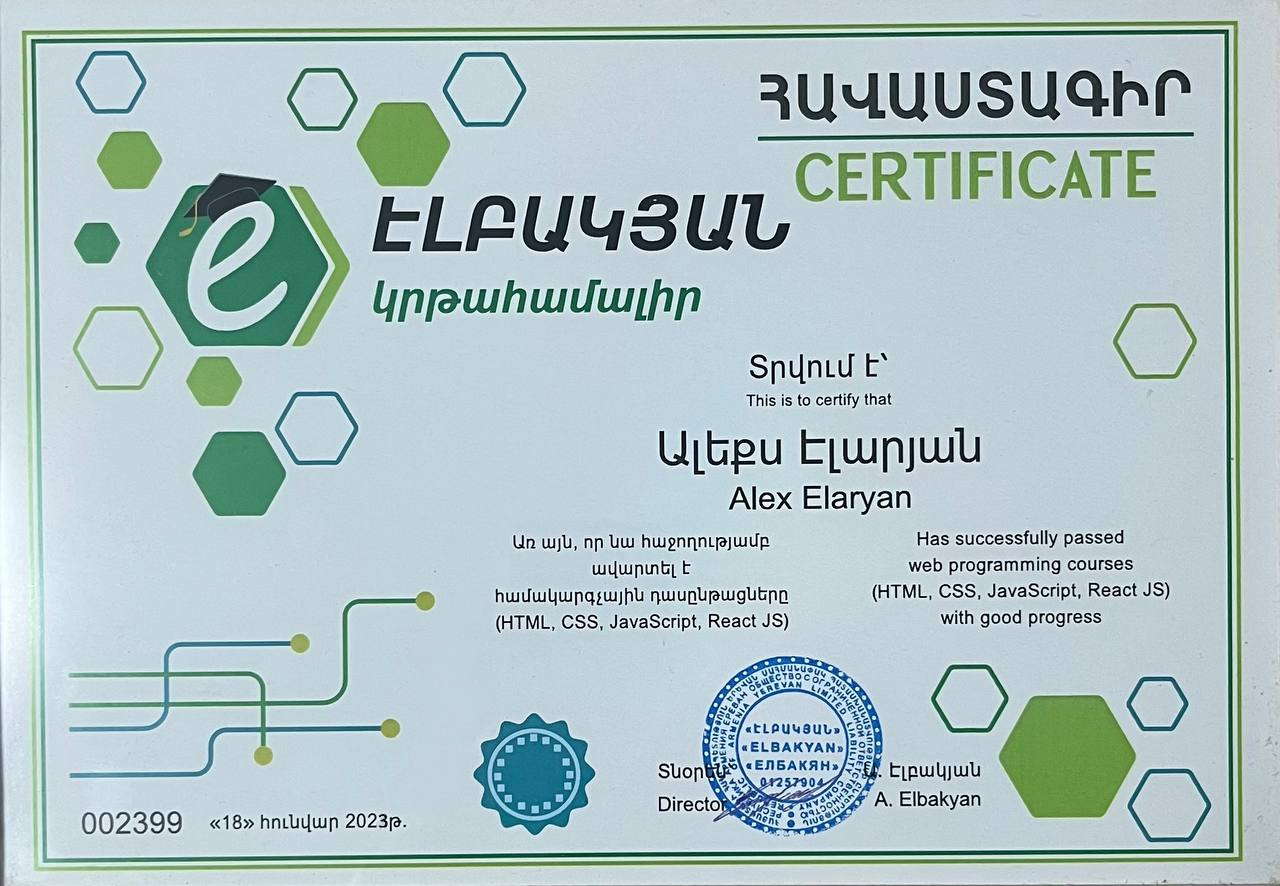 ՀԱՎԱՍՏԱԳԻՐ
CERTIFICATE
e
ԷԼԲԱԿՅԱՆ
կրթահամալիր
Տրվում է՝
This is to certify that
Ալեքս Էլարյան
Alex Elaryan
Առ այն, որ նա հաջողությամբ
ավարտել է
համակարգչային դասընթացները
(HTML, CSS, JavaScript, React JS)
Has successfully passed
web programming courses
(HTML, CSS, JavaScript, React JS)
with good progress
«ԷԼԲԱԿՅԱՆ»
«ELBAKYAN»
«ЕЛБАКЯН»
01257904
Տնօրեն
Ա. Էլբակյան
Director
A. Elbakyan
002399
«18» հունվար 2023թ.